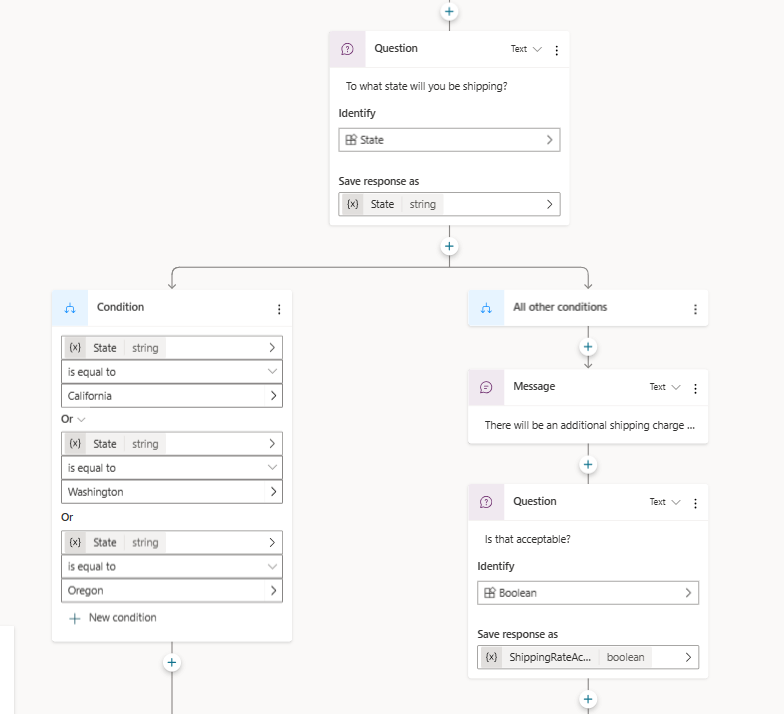 Question Text
To what state will you be shipping?
Identify
State
Save response as
{x} State string
Condition
{x} State string
is equal to
California
Or
{x} State string
is equal to
Washington
Or
{x} State string
is equal to
Oregon
New condition
All other conditions
Message Text
There will be an additional shipping charge ...
Question Text
Is that acceptable?
Identify
Boolean
Save response as
{x} ShippingRateAc... boolean